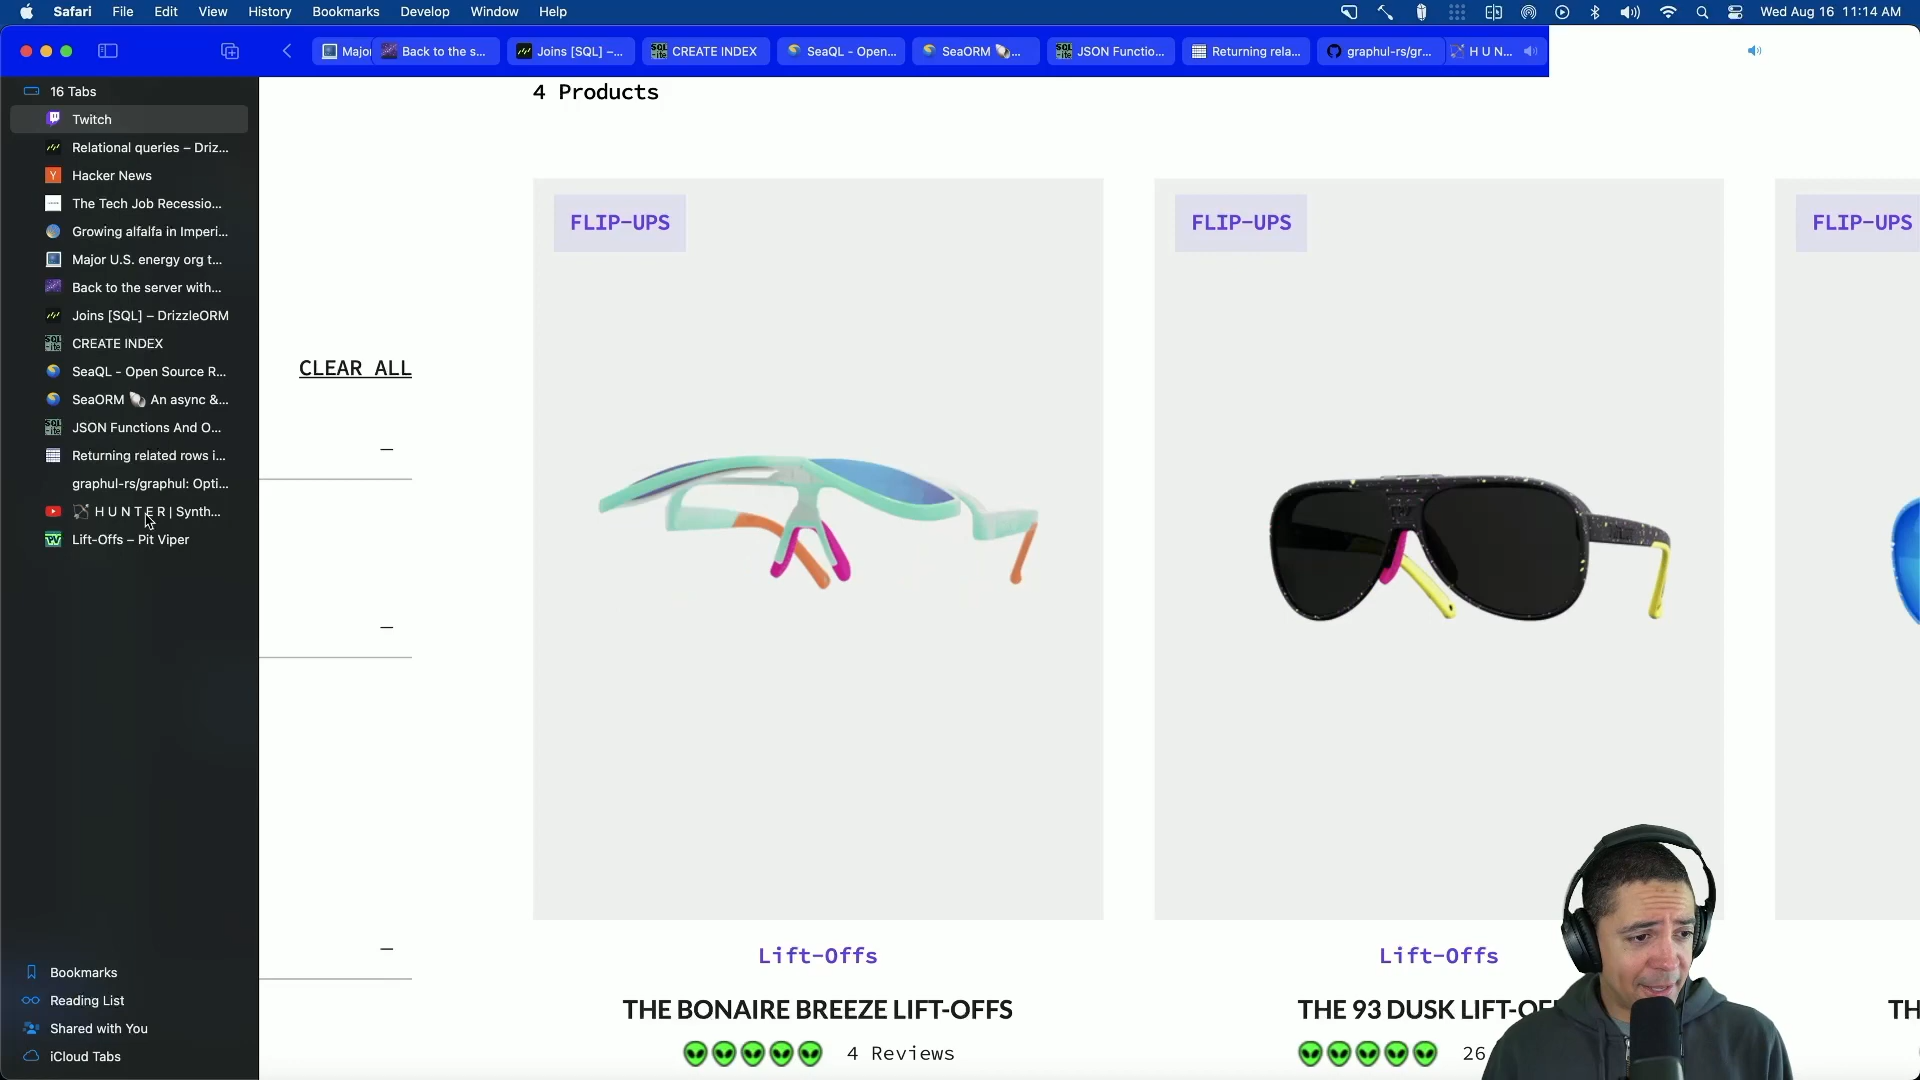 Safari File Edit View History Bookmarks Develop Window Help Wed Aug 16 11:14 AM
Major Back to the s... Joins [SQL] –... CREATE INDEX SeaQL - Open... SeaORM 🐚... JSON Functio... Returning rela... graphul-rs/gr... H U N...
16 Tabs
Twitch
Relational queries – Driz...
Hacker News
The Tech Job Recessio...
Growing alfalfa in Imperi...
Major U.S. energy org t...
Back to the server with...
Joins [SQL] – DrizzleORM
CREATE INDEX
SeaQL - Open Source R...
SeaORM 🐚 An async &...
JSON Functions And O...
Returning related rows i...
graphul-rs/graphul: Opti...
H U N T E R | Synth...
Lift-Offs – Pit Viper
Bookmarks
Reading List
Shared with You
iCloud Tabs
4 Products
CLEAR ALL
FLIP-UPS FLIP-UPS FLIP-UPS
Lift-Offs Lift-Offs
THE BONAIRE BREEZE LIFT-OFFS THE 93 DUSK LIFT-OF TH
4 Reviews 26